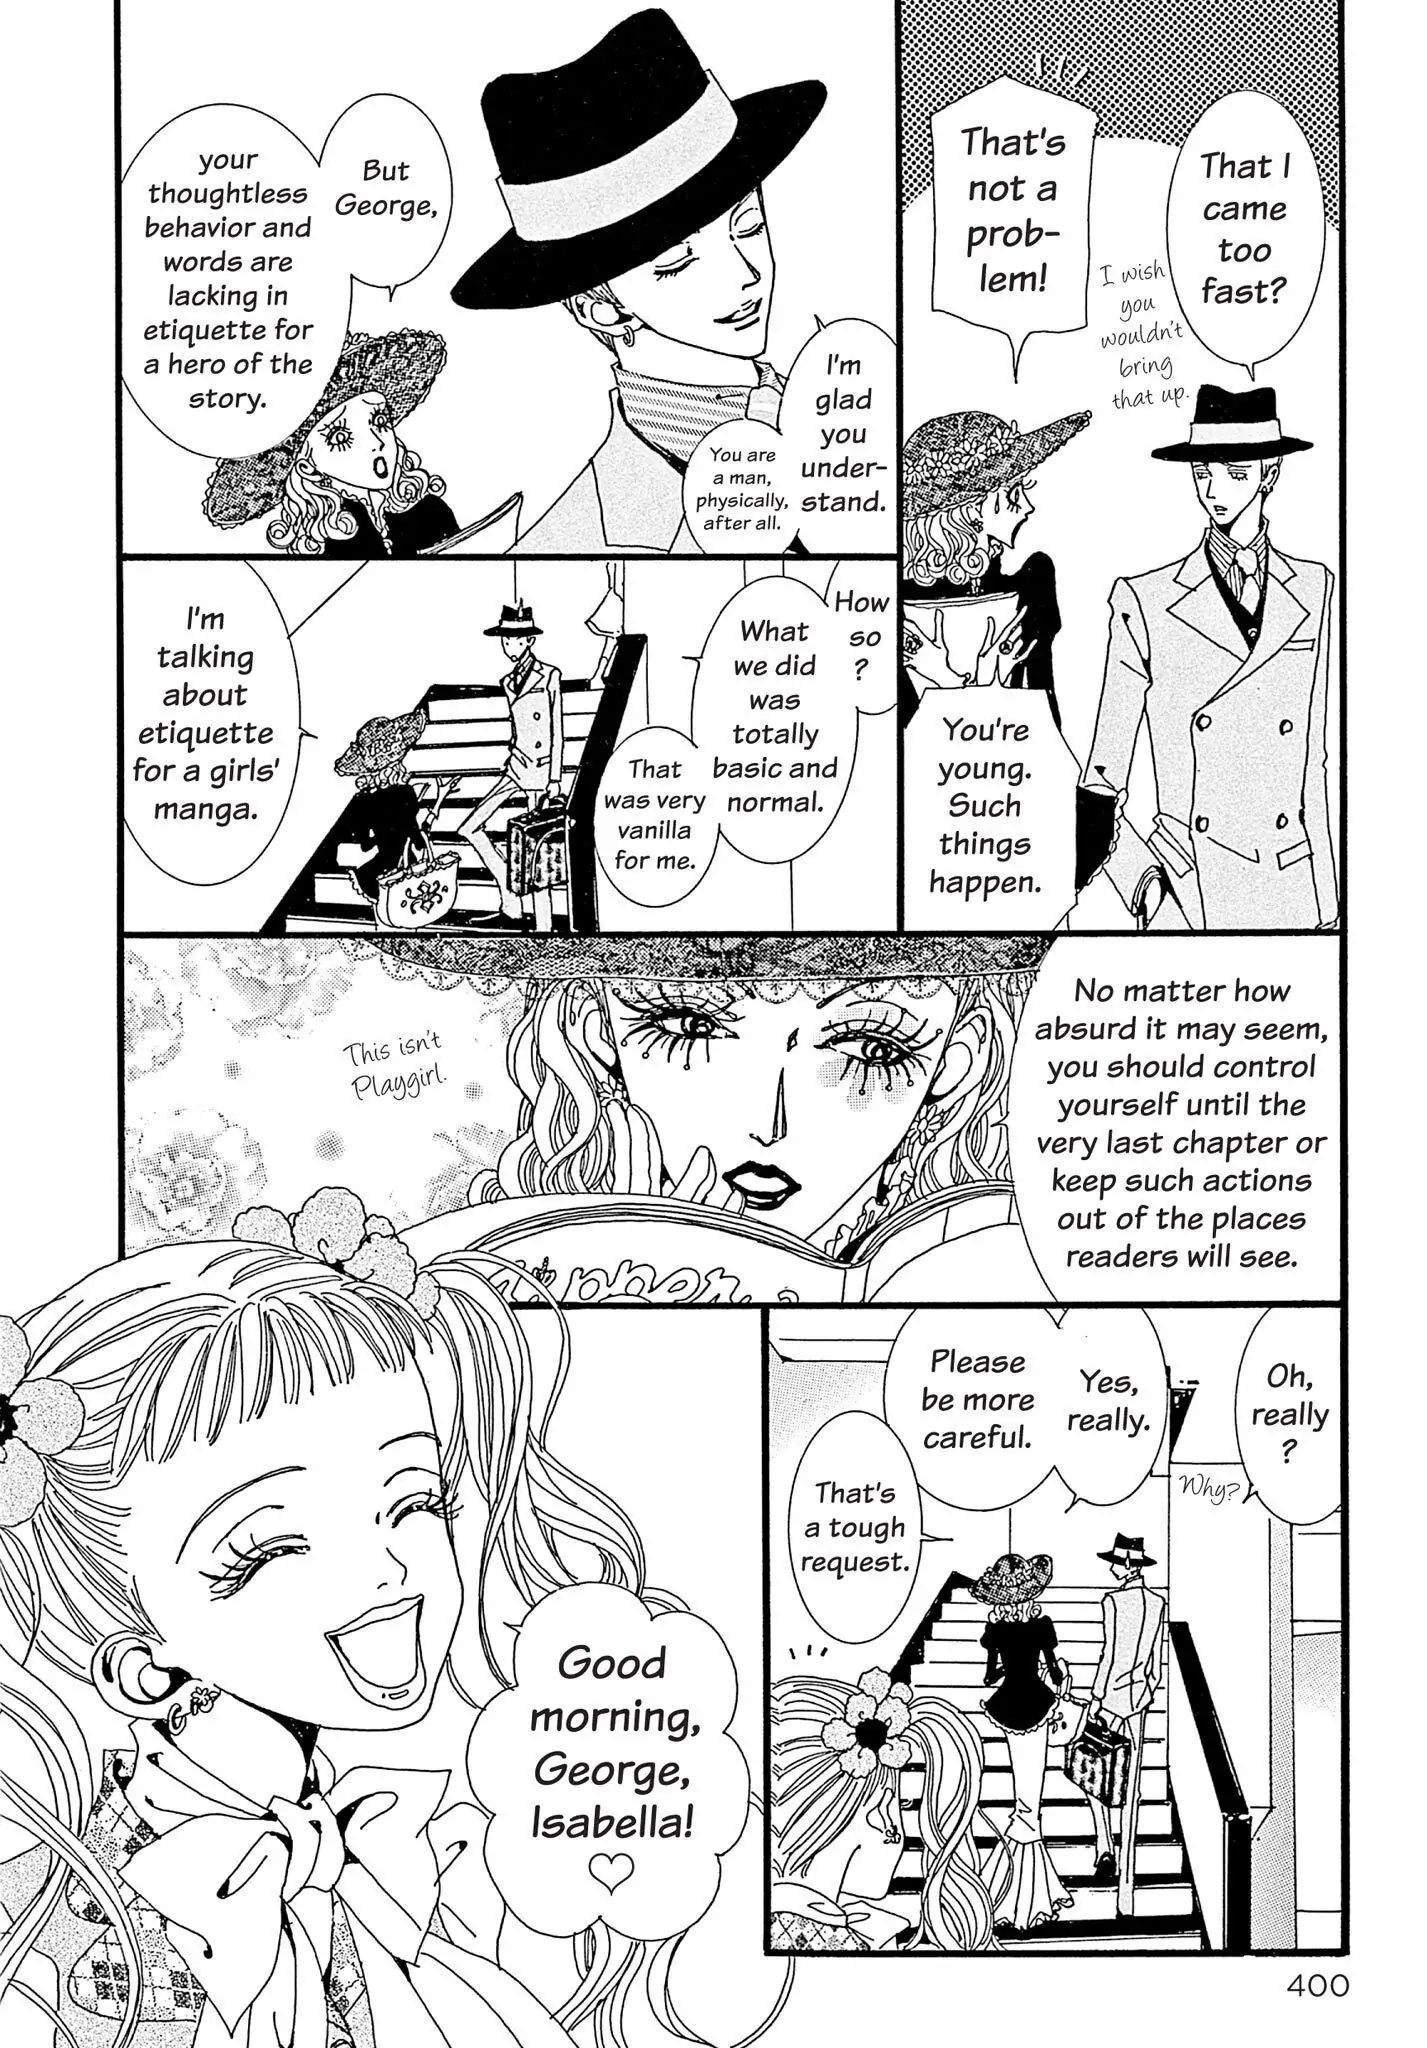 That I
came
too
fast?
That's
not a
prob-
lem!
I wish
you
wouldn't
bring
that up.
You're
young.
Such
things
happen.
I'm
glad
you
under-
stand.
You are
a man,
physically,
after all.
But
George,
your
thoughtless
behavior and
words are
lacking in
etiquette for
a hero of the
story.
How
so
?
What
we did
was
totally
basic and
normal.
That
was very
vanilla
for me.
I'm
talking
about
etiquette
for a girls'
manga.
No matter how
absurd it may seem,
you should control
yourself until the
very last chapter or
keep such actions
out of the places
readers will see.
This isn't
Playgirl.
Oh,
really
?
Why?
Yes,
really.
Please
be more
careful.
That's
a tough
request.
Good
morning,
George,
Isabella!
♡
400